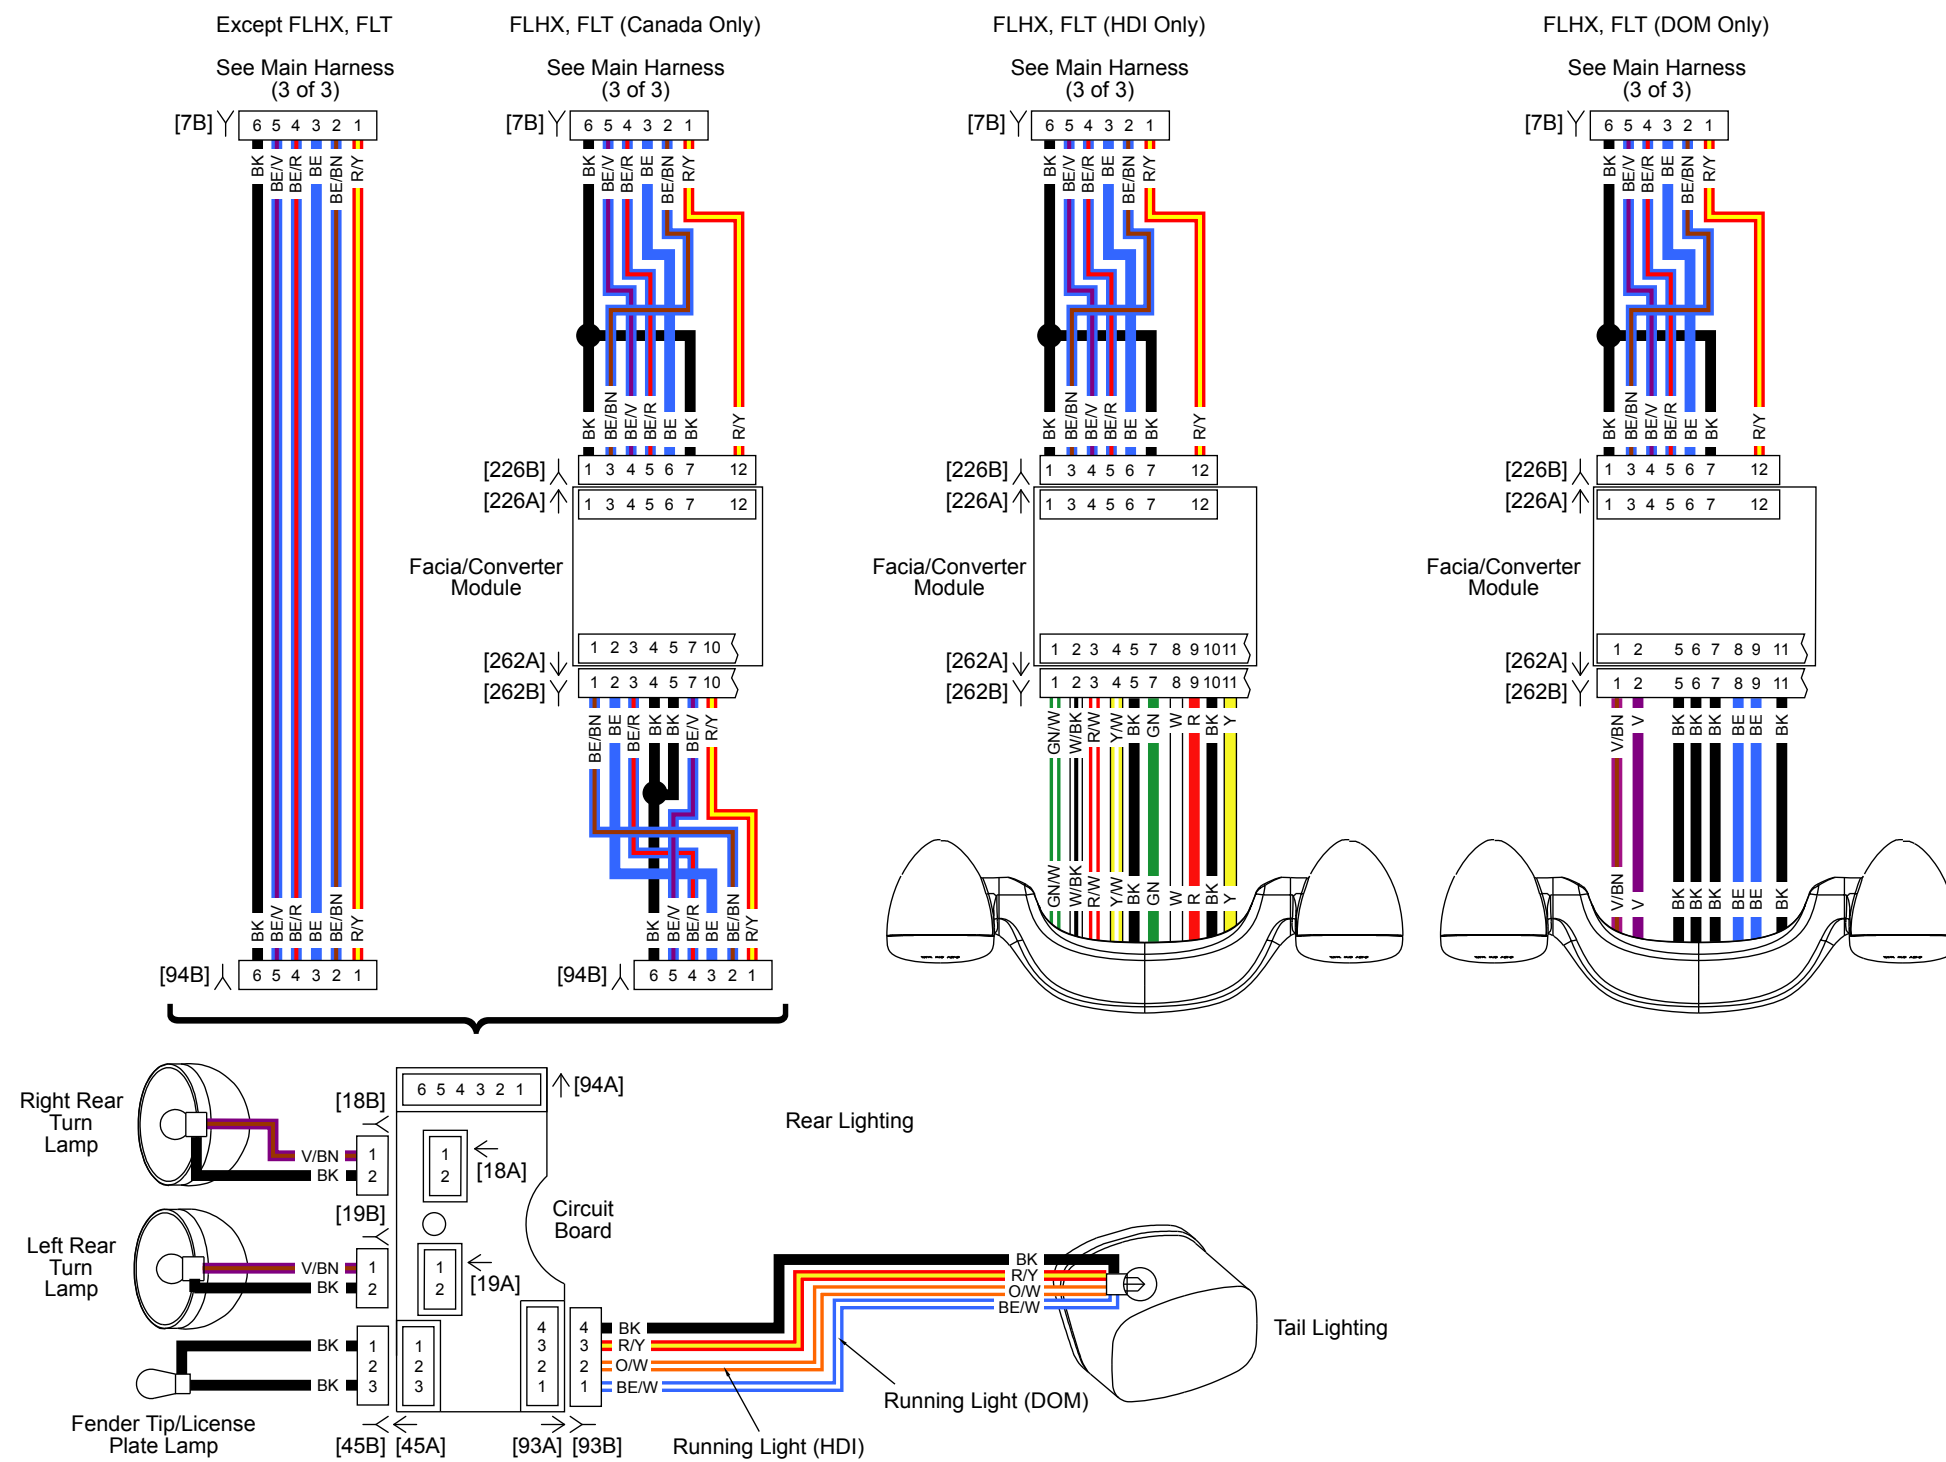 Except FLHX, FLT
See Main Harness
(3 of 3)
[7B] 6 5 4 3 2 1
BK BE/V BE/R BE BE/BN R/Y
BK BE/V BE/R BE BE/BN R/Y
[94B] 6 5 4 3 2 1
FLHX, FLT (Canada Only)
See Main Harness
(3 of 3)
[7B] 6 5 4 3 2 1
BK BE/V BE/R BE BE/BN R/Y
BK BE/BN BE/V BE/R BE BK R/Y
[226B] 1 3 4 5 6 7 12
[226A] 1 3 4 5 6 7 12
Facia/Converter
Module
[262A] 1 2 3 4 5 7 10
[262B] 1 2 3 4 5 7 10
BE/BN BE BE/R BK BK BE/V R/Y
BK BE/V BE/R BE BE/BN R/Y
[94B] 6 5 4 3 2 1
FLHX, FLT (HDI Only)
See Main Harness
(3 of 3)
[7B] 6 5 4 3 2 1
BK BE/V BE/R BE BE/BN R/Y
BK BE/BN BE/V BE/R BE BK R/Y
[226B] 1 3 4 5 6 7 12
[226A] 1 3 4 5 6 7 12
Facia/Converter
Module
[262A] 1 2 3 4 5 7 8 9 10 11
[262B] 1 2 3 4 5 7 8 9 10 11
GN/W W/BK R/W Y/W BK GN W R BK Y
GN/W W/BK R/W Y/W BK GN W R BK Y
FLHX, FLT (DOM Only)
See Main Harness
(3 of 3)
[7B] 6 5 4 3 2 1
BK BE/V BE/R BE BE/BN R/Y
BK BE/BN BE/V BE/R BE BK R/Y
[226B] 1 3 4 5 6 7 12
[226A] 1 3 4 5 6 7 12
Facia/Converter
Module
[262A] 1 2 5 6 7 8 9 11
[262B] 1 2 5 6 7 8 9 11
V/BN V BK BK BK BE BE BK
V/BN V BK BK BK BE BE BK
6 5 4 3 2 1 [94A]
Rear Lighting
Right Rear
Turn
Lamp
[18B]
V/BN 1
BK 2
1
2
[18A]
Circuit
Board
Left Rear
Turn
Lamp
[19B]
V/BN 1
BK 2
1
2
[19A]
BK 1
2
BK 3
1
2
3
Fender Tip/License
Plate Lamp
[45B] [45A]
4
3
2
1
4 BK
3 R/Y
2 O/W
1 BE/W
[93A] [93B]
BK
R/Y
O/W
BE/W
Tail Lighting
Running Light (DOM)
Running Light (HDI)